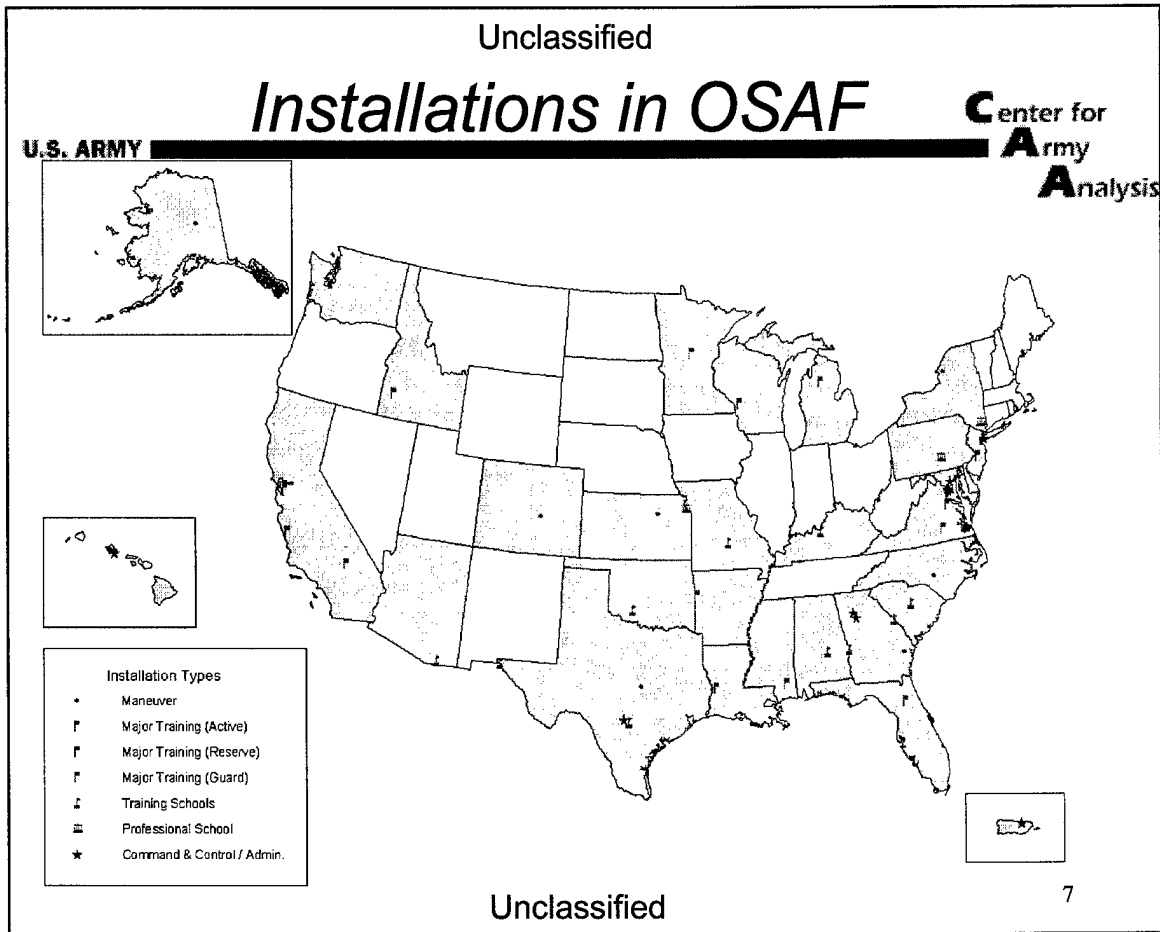 Unclassified
Installations in OSAF
Center for
Army
Analysis
U.S. ARMY
Installation Types
Maneuver
Major Training (Active)
Major Training (Reserve)
Major Training (Guard)
Training Schools
Professional School
Command & Control / Admin.
7
Unclassified